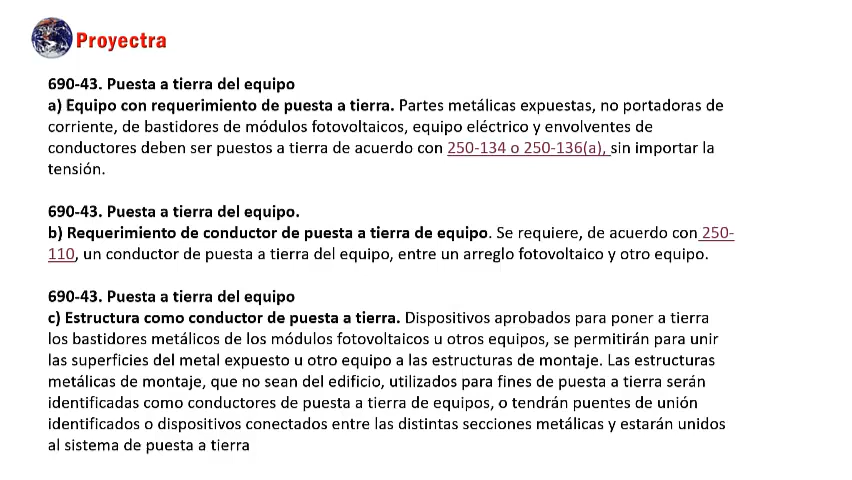 Proyectra
690-43. Puesta a tierra del equipo
a) Equipo con requerimiento de puesta a tierra. Partes metálicas expuestas, no portadoras de
corriente, de bastidores de módulos fotovoltaicos, equipo eléctrico y envolventes de
conductores deben ser puestos a tierra de acuerdo con 250-134 o 250-136(a), sin importar la
tensión.
690-43. Puesta a tierra del equipo.
b) Requerimiento de conductor de puesta a tierra de equipo. Se requiere, de acuerdo con 250-
110, un conductor de puesta a tierra del equipo, entre un arreglo fotovoltaico y otro equipo.
690-43. Puesta a tierra del equipo
c) Estructura como conductor de puesta a tierra. Dispositivos aprobados para poner a tierra
los bastidores metálicos de los módulos fotovoltaicos u otros equipos, se permitirán para unir
las superficies del metal expuesto u otro equipo a las estructuras de montaje. Las estructuras
metálicas de montaje, que no sean del edificio, utilizados para fines de puesta a tierra serán
identificadas como conductores de puesta a tierra de equipos, o tendrán puentes de unión
identificados o dispositivos conectados entre las distintas secciones metálicas y estarán unidos
al sistema de puesta a tierra